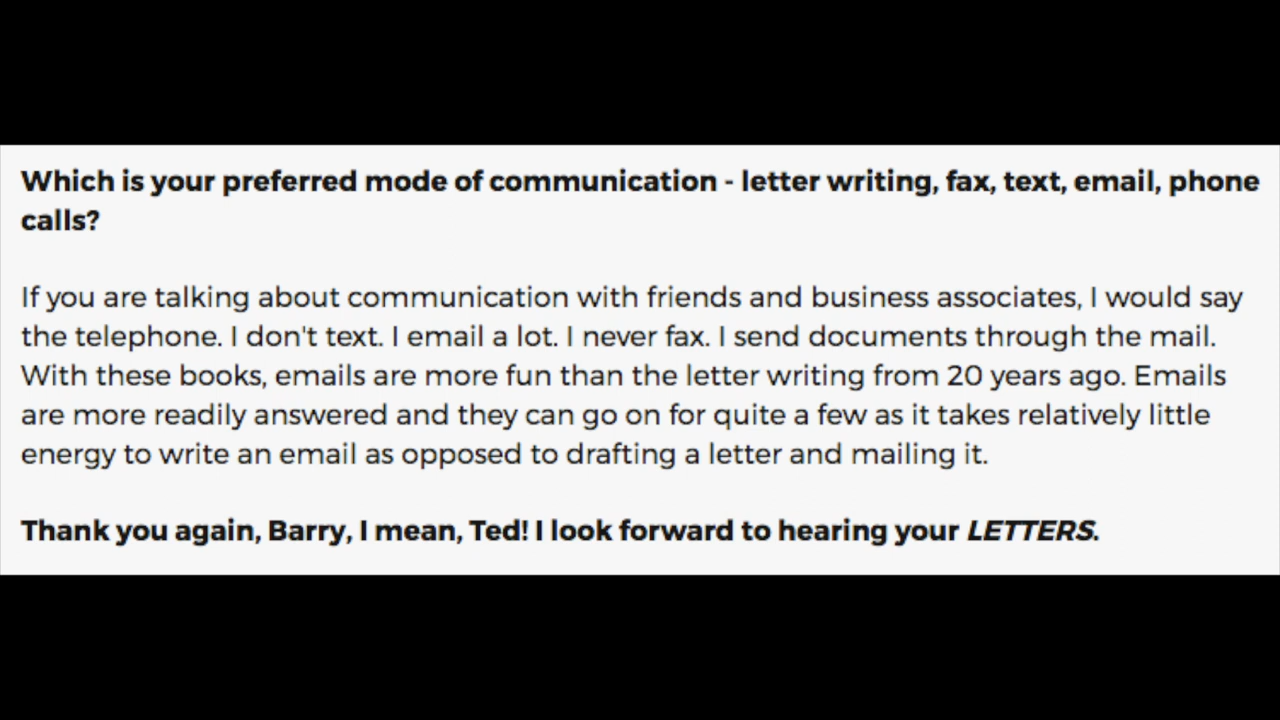 Which is your preferred mode of communication - letter writing, fax, text, email, phone
calls?
If you are talking about communication with friends and business associates, I would say
the telephone. I don't text. I email a lot. I never fax. I send documents through the mail.
With these books, emails are more fun than the letter writing from 20 years ago. Emails
are more readily answered and they can go on for quite a few as it takes relatively little
energy to write an email as opposed to drafting a letter and mailing it.
Thank you again, Barry, I mean, Ted! I look forward to hearing your LETTERS.